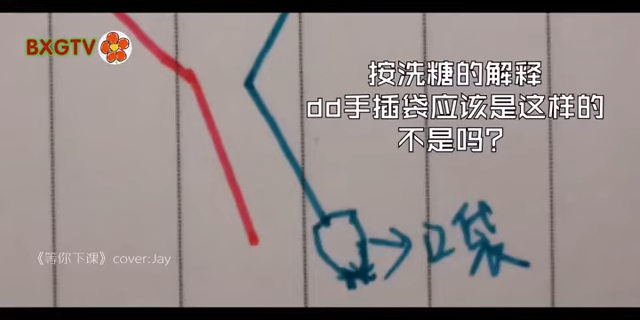 BXGTV
按洗糖的解释
dd手插袋应该是这样的
不是吗?
口袋
《等你下课》cover:Jay